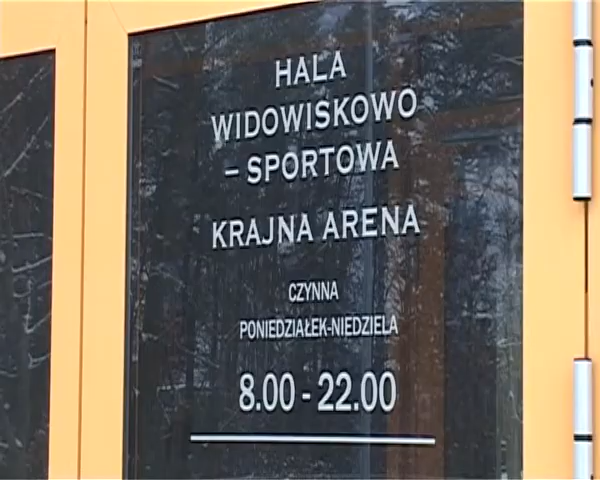 HALA
WIDOWISKOWO
– SPORTOWA
KRAJNA ARENA
CZYNNA
PONIEDZIAŁEK-NIEDZIELA
8.00 - 22.00